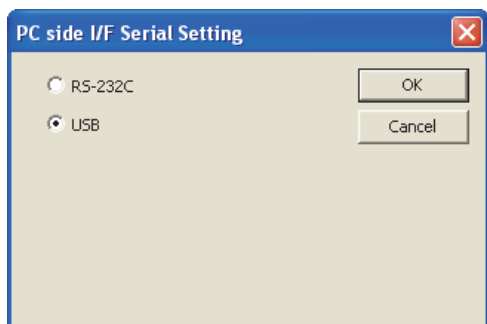 PC side I/F Serial Setting
RS-232C
OK
USB
Cancel